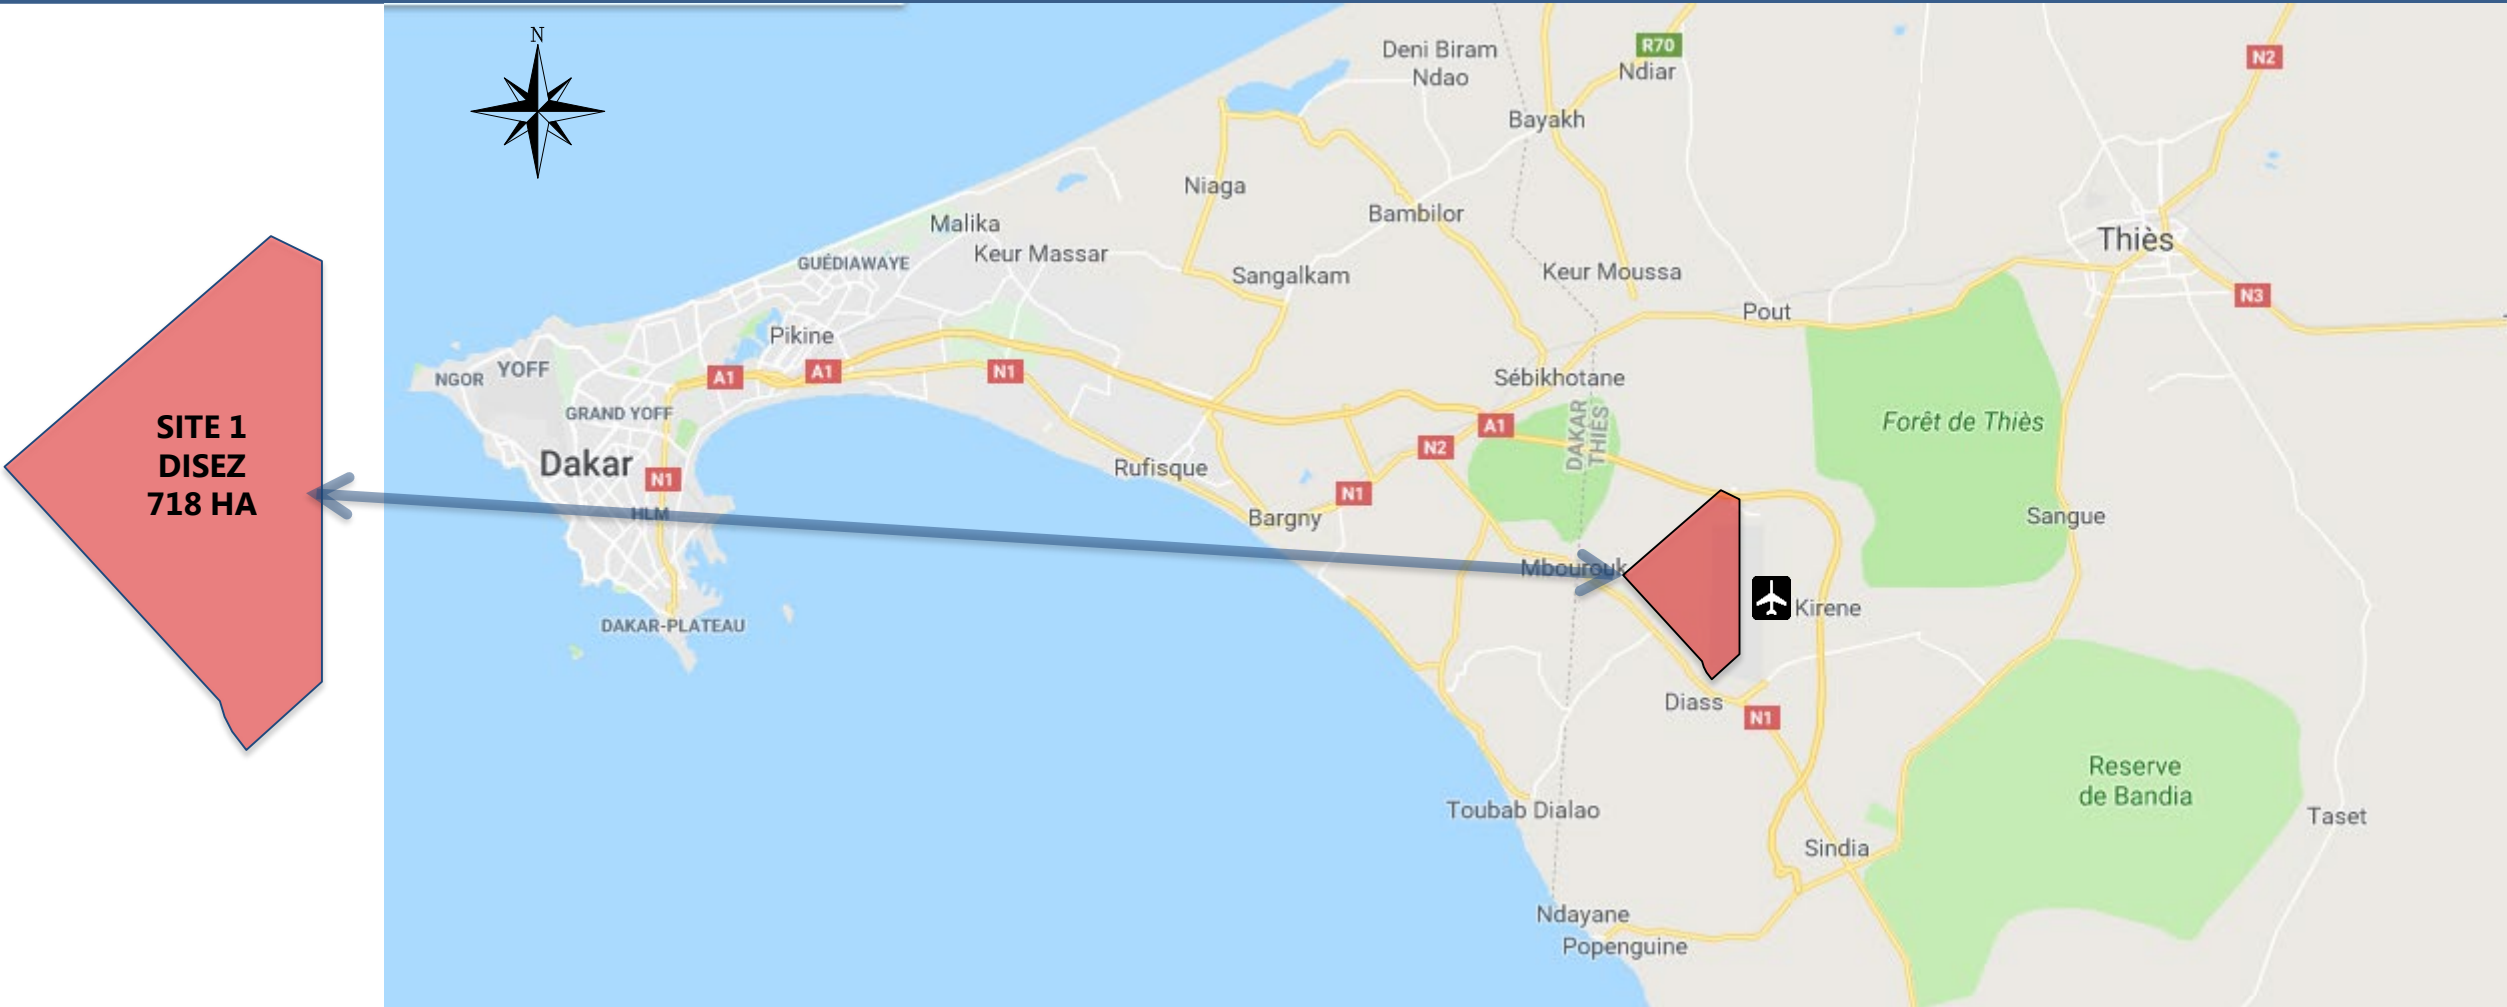 N
Deni Biram
Ndao
R70
Ndiar
N2
Bayakh
Niaga
Bambilor
Malika
Keur Massar
GUÉDIAWAYE
Sangalkam
Keur Moussa
Thiès
N3
Pout
Pikine
YOFF
NGOR
A1
A1
N1
Sébikhotane
GRAND YOFF
DAKAR
THIÈS
A1
N2
Forêt de Thiès
SITE 1
DISEZ
718 HA
Dakar
N1
Rufisque
N1
HLM
Bargny
Sangue
Mbourouk
Kirene
DAKAR-PLATEAU
Diass
N1
Reserve
de Bandia
Toubab Dialao
Taset
Sindia
Ndayane
Popenguine